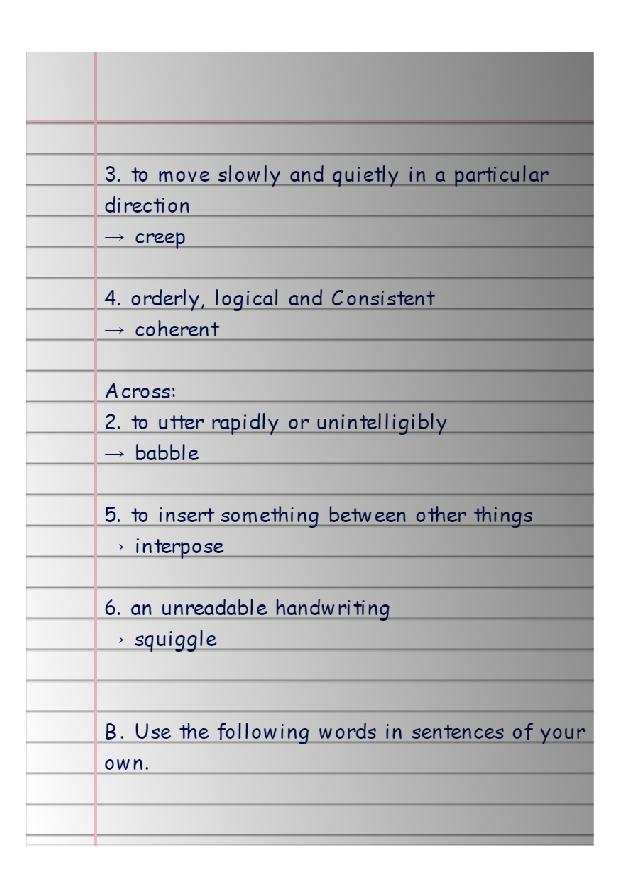 3. to move slowly and quietly in a particular
direction
→ creep
4. orderly, logical and Consistent
→ coherent
Across:
2. to utter rapidly or unintelligibly
→ babble
5. to insert something between other things
→ interpose
6. an unreadable handwriting
→ squiggle
B. Use the following words in sentences of your
own.